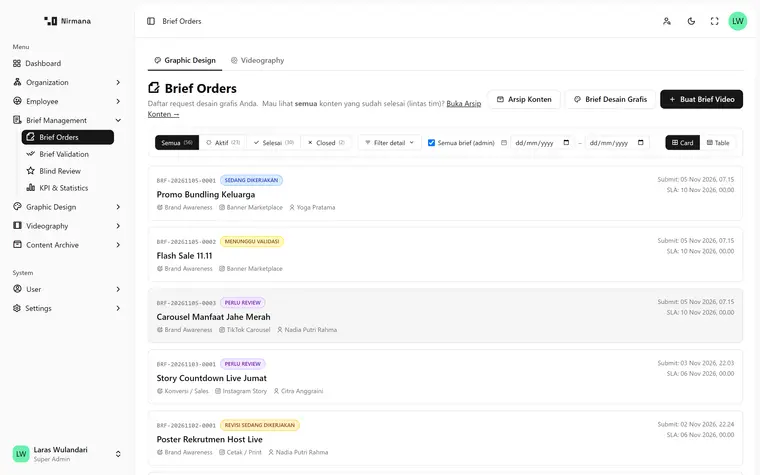 Nirmana
Brief Orders
LW
Menu
Dashboard
Organization
Employee
Brief Management
Brief Orders
Brief Validation
Blind Review
KPI & Statistics
Graphic Design
Videography
Content Archive
System
User
Settings
LW
Laras Wulandari
Super Admin
Graphic Design
Videography
Brief Orders
Daftar request desain grafis Anda. Mau lihat semua konten yang sudah selesai (lintas tim)? Buka Arsip
Konten →
Arsip Konten
Brief Desain Grafis
+ Buat Brief Video
Semua (56)
Aktif (23)
Selesai (30)
Closed (2)
Filter detail
Semua brief (admin)
dd/mm/yyyy
– dd/mm/yyyy
Card
Table
BRF-20261105-0001 SEDANG DIKERJAKAN
Submit: 05 Nov 2026, 07.15
Promo Bundling Keluarga
SLA: 10 Nov 2026, 00.00
Brand Awareness Banner Marketplace Yoga Pratama
BRF-20261105-0002 MENUNGGU VALIDASI
Submit: 05 Nov 2026, 07.15
Flash Sale 11.11
SLA: 10 Nov 2026, 00.00
Brand Awareness Banner Marketplace
BRF-20261105-0003 PERLU REVIEW
Submit: 05 Nov 2026, 07.15
Carousel Manfaat Jahe Merah
SLA: 10 Nov 2026, 00.00
Brand Awareness TikTok Carousel Nadia Putri Rahma
BRF-20261103-0001 PERLU REVIEW
Submit: 03 Nov 2026, 22.03
Story Countdown Live Jumat
SLA: 06 Nov 2026, 00.00
Konversi / Sales Instagram Story Citra Anggraini
BRF-20261102-0001 REVISI SEDANG DIKERJAKAN
Submit: 02 Nov 2026, 22.24
Poster Rekrutmen Host Live
SLA: 06 Nov 2026, 00.00
Brand Awareness Cetak / Print Nadia Putri Rahma